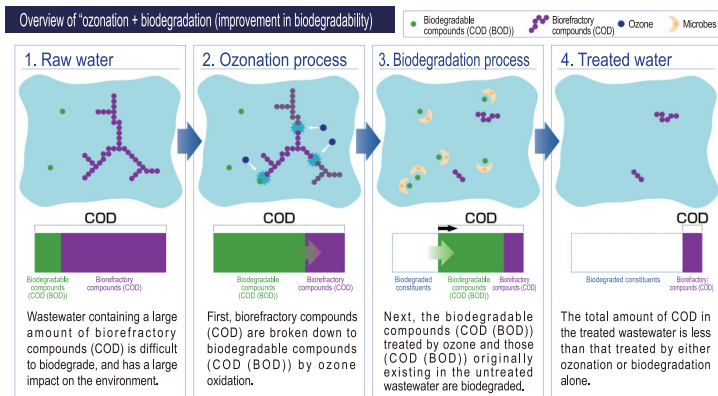 Overview of “ozonation + biodegradation (improvement in biodegradability)
Biodegradable
compounds (COD (BOD))
Biorefractory
compounds (COD)
Ozone
Microbes
1. Raw water
COD
Biodegradable
compounds
(COD (BOD))
Biorefractory
compounds (COD)
Wastewater containing a large
amount of biorefractory
compounds (COD) is difficult
to biodegrade, and has a large
impact on the environment.
2. Ozonation process
COD
Biodegradable
compounds
(COD (BOD))
Biorefractory
compounds (COD)
First, biorefractory compounds
(COD) are broken down to
biodegradable compounds
(COD (BOD)) by ozone
oxidation.
3. Biodegradation process
COD
Biodegraded
constituents
Biodegradable
compounds
(COD (BOD))
Biorefractory
compounds (COD)
Next, the biodegradable
compounds (COD (BOD))
treated by ozone and those
(COD (BOD)) originally
existing in the untreated
wastewater are biodegraded.
4. Treated water
COD
Biodegraded constituents
Biorefractory
compounds (COD)
The total amount of COD in
the treated wastewater is less
than that treated by either
ozonation or biodegradation
alone.